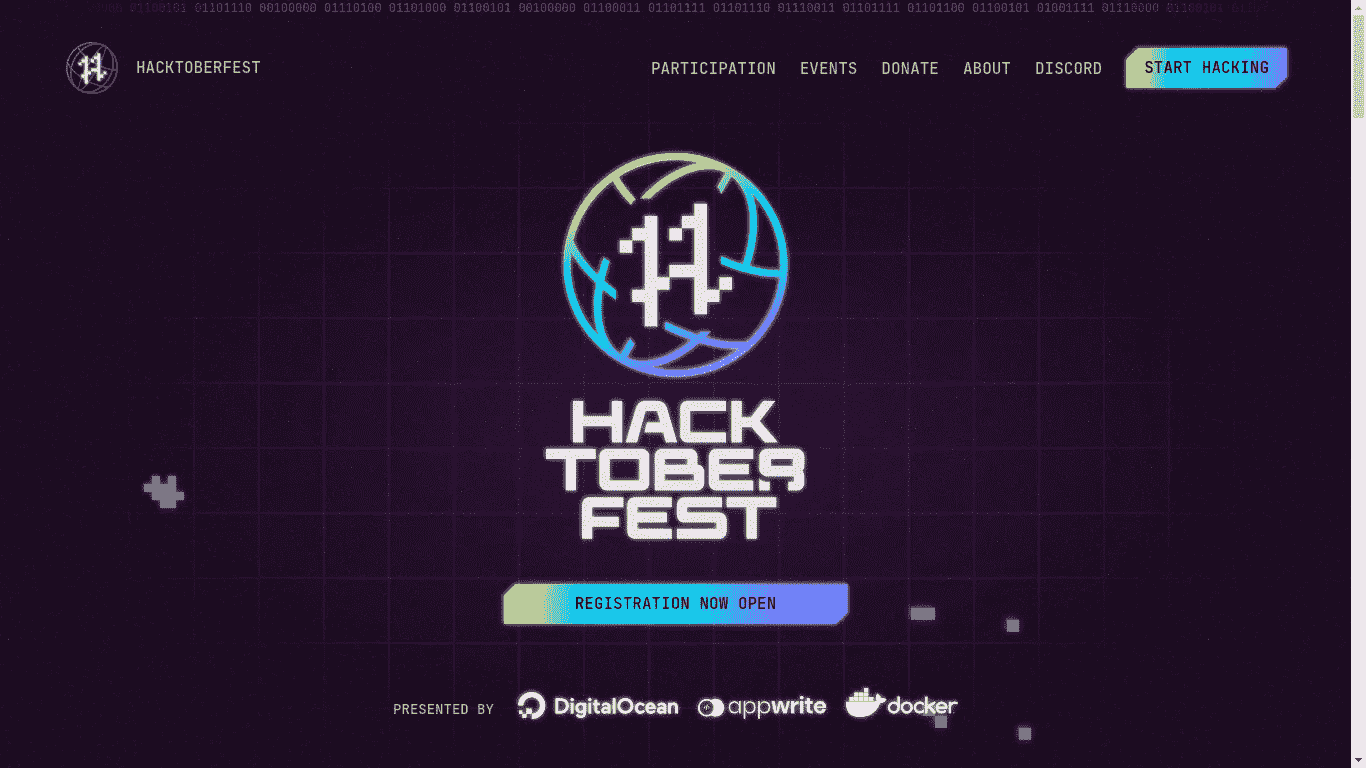 01101110 01100101 00100000 01110100 01101000 01100101 00100000 01100011 01101111 01101110 01110011 01101111 01101100 01100101 01001111 01110000
HACKTOBERFEST
PARTICIPATION EVENTS DONATE ABOUT DISCORD START HACKING
HACK
TOBER
FEST
REGISTRATION NOW OPEN
PRESENTED BY DigitalOcean appwrite docker